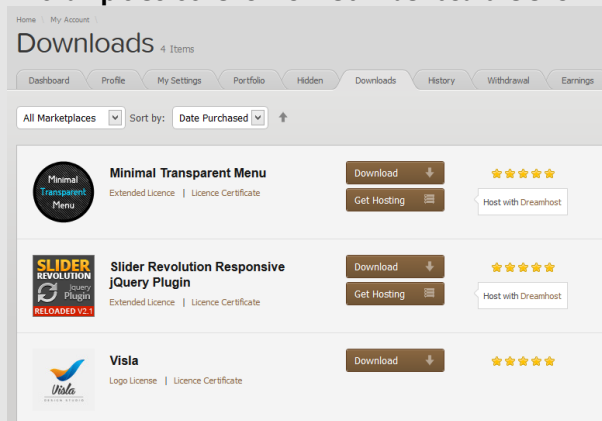 Home \ My Account \
Downloads 4 Items
Dashboard Profile My Settings Portfolio Hidden Downloads History Withdrawal Earnings
All Marketplaces Sort by: Date Purchased
Minimal Transparent Menu
Minimal Transparent Menu
Extended Licence | Licence Certificate
Download
Get Hosting
Host with Dreamhost
SLIDER
REVOLUTION
jquery
Plugin
RELOADED V2.1
Slider Revolution Responsive
jQuery Plugin
Extended Licence | Licence Certificate
Download
Get Hosting
Host with Dreamhost
Visla
DESIGN STUDIO
Visla
Logo License | Licence Certificate
Download